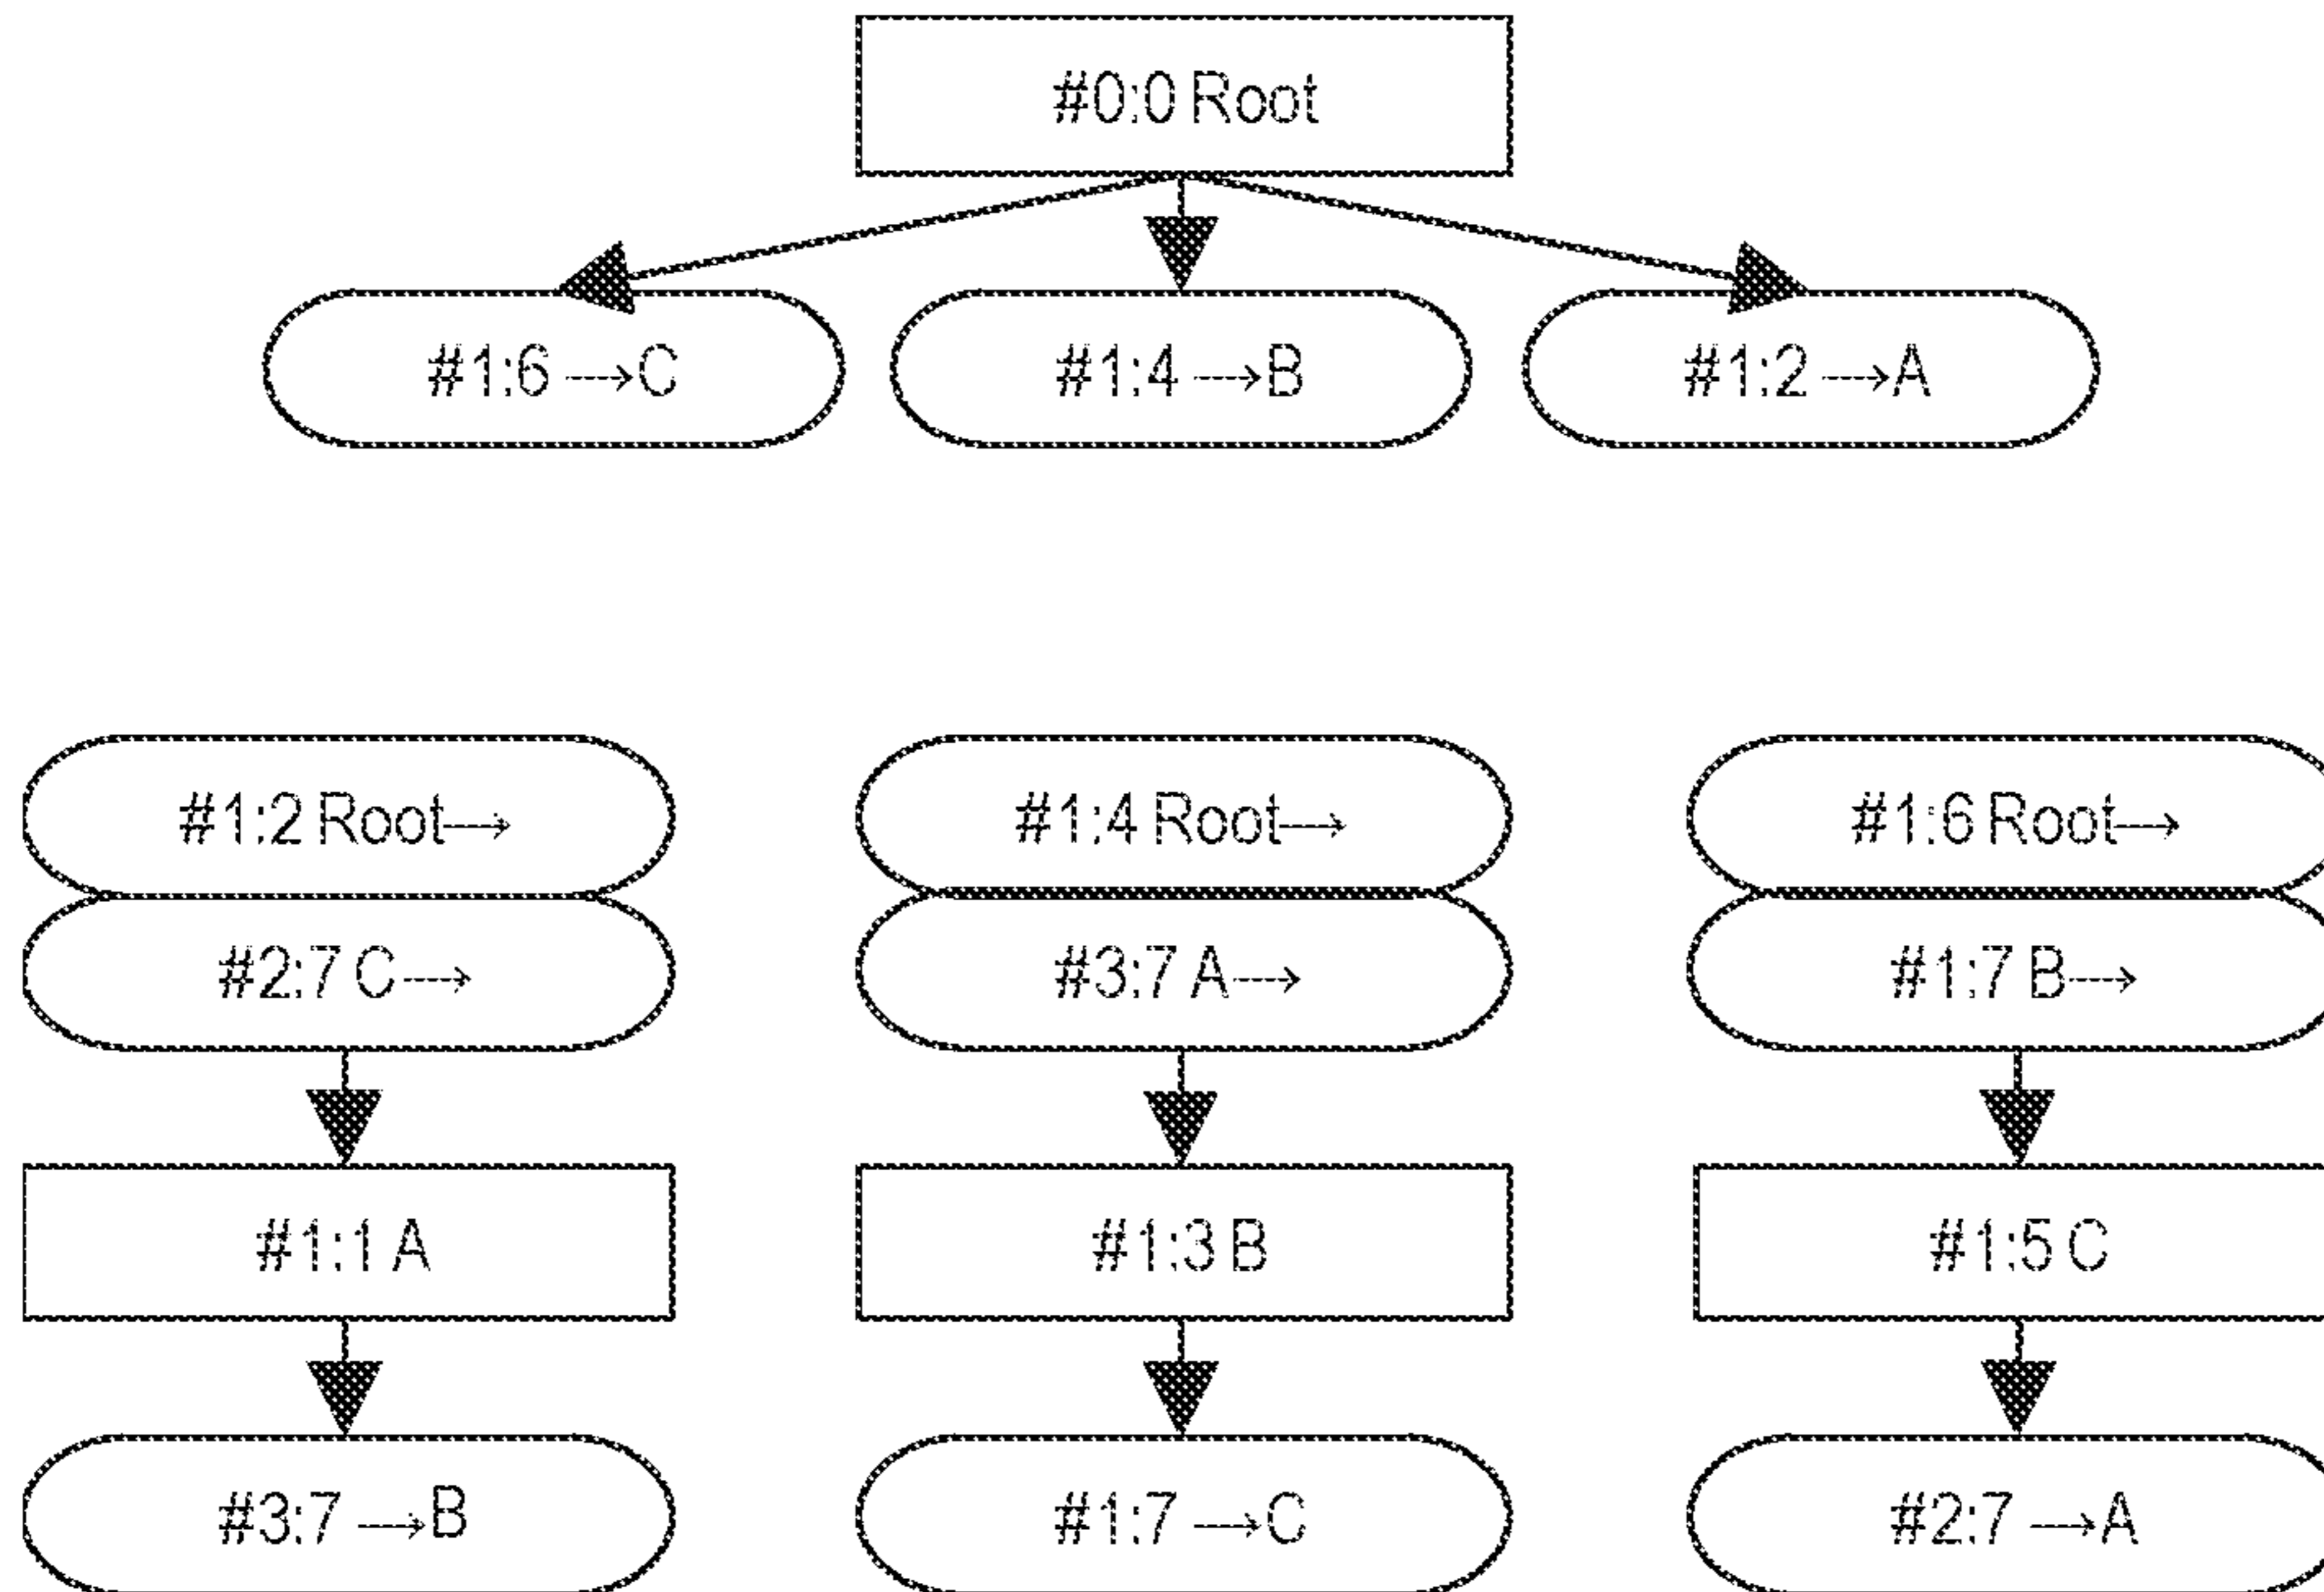 #0:0 Root
#1:6 →C
#1:4 →B
#1:2 →A
#1:2 Root→
#1:4 Root→
#1:6 Root→
#2:7 C→
#3:7 A→
#1:7 B→
#1:1 A
#1:3 B
#1:5 C
#3:7 →B
#1:7 →C
#2:7 →A